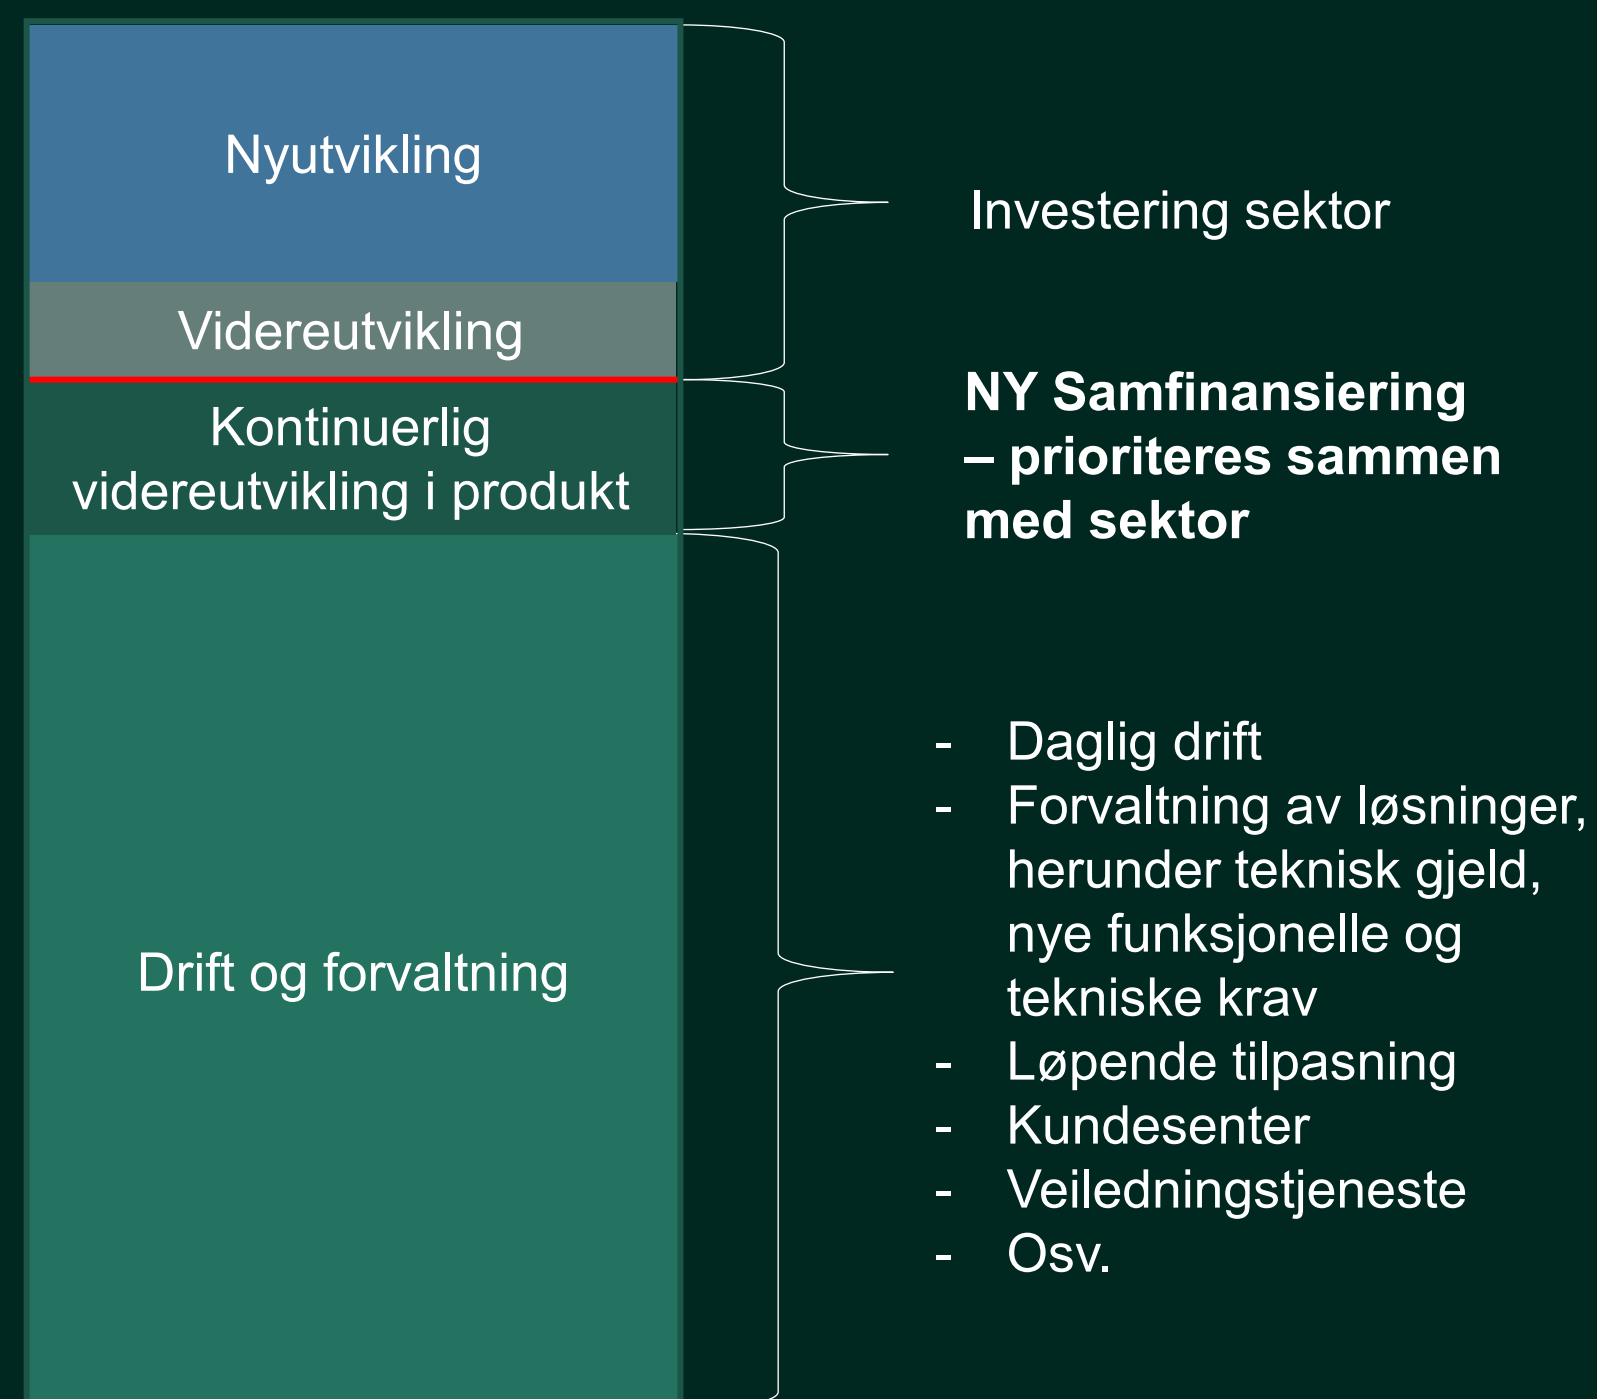 Nyutvikling
Videreutvikling
Kontinuerlig
videreutvikling i produkt
Drift og forvaltning
Investering sektor
NY Samfinansiering
– prioriteres sammen
med sektor
- Daglig drift
- Forvaltning av løsninger,
herunder teknisk gjeld,
nye funksjonelle og
tekniske krav
- Løpende tilpasning
- Kundesenter
- Veiledningstjeneste
- Osv.